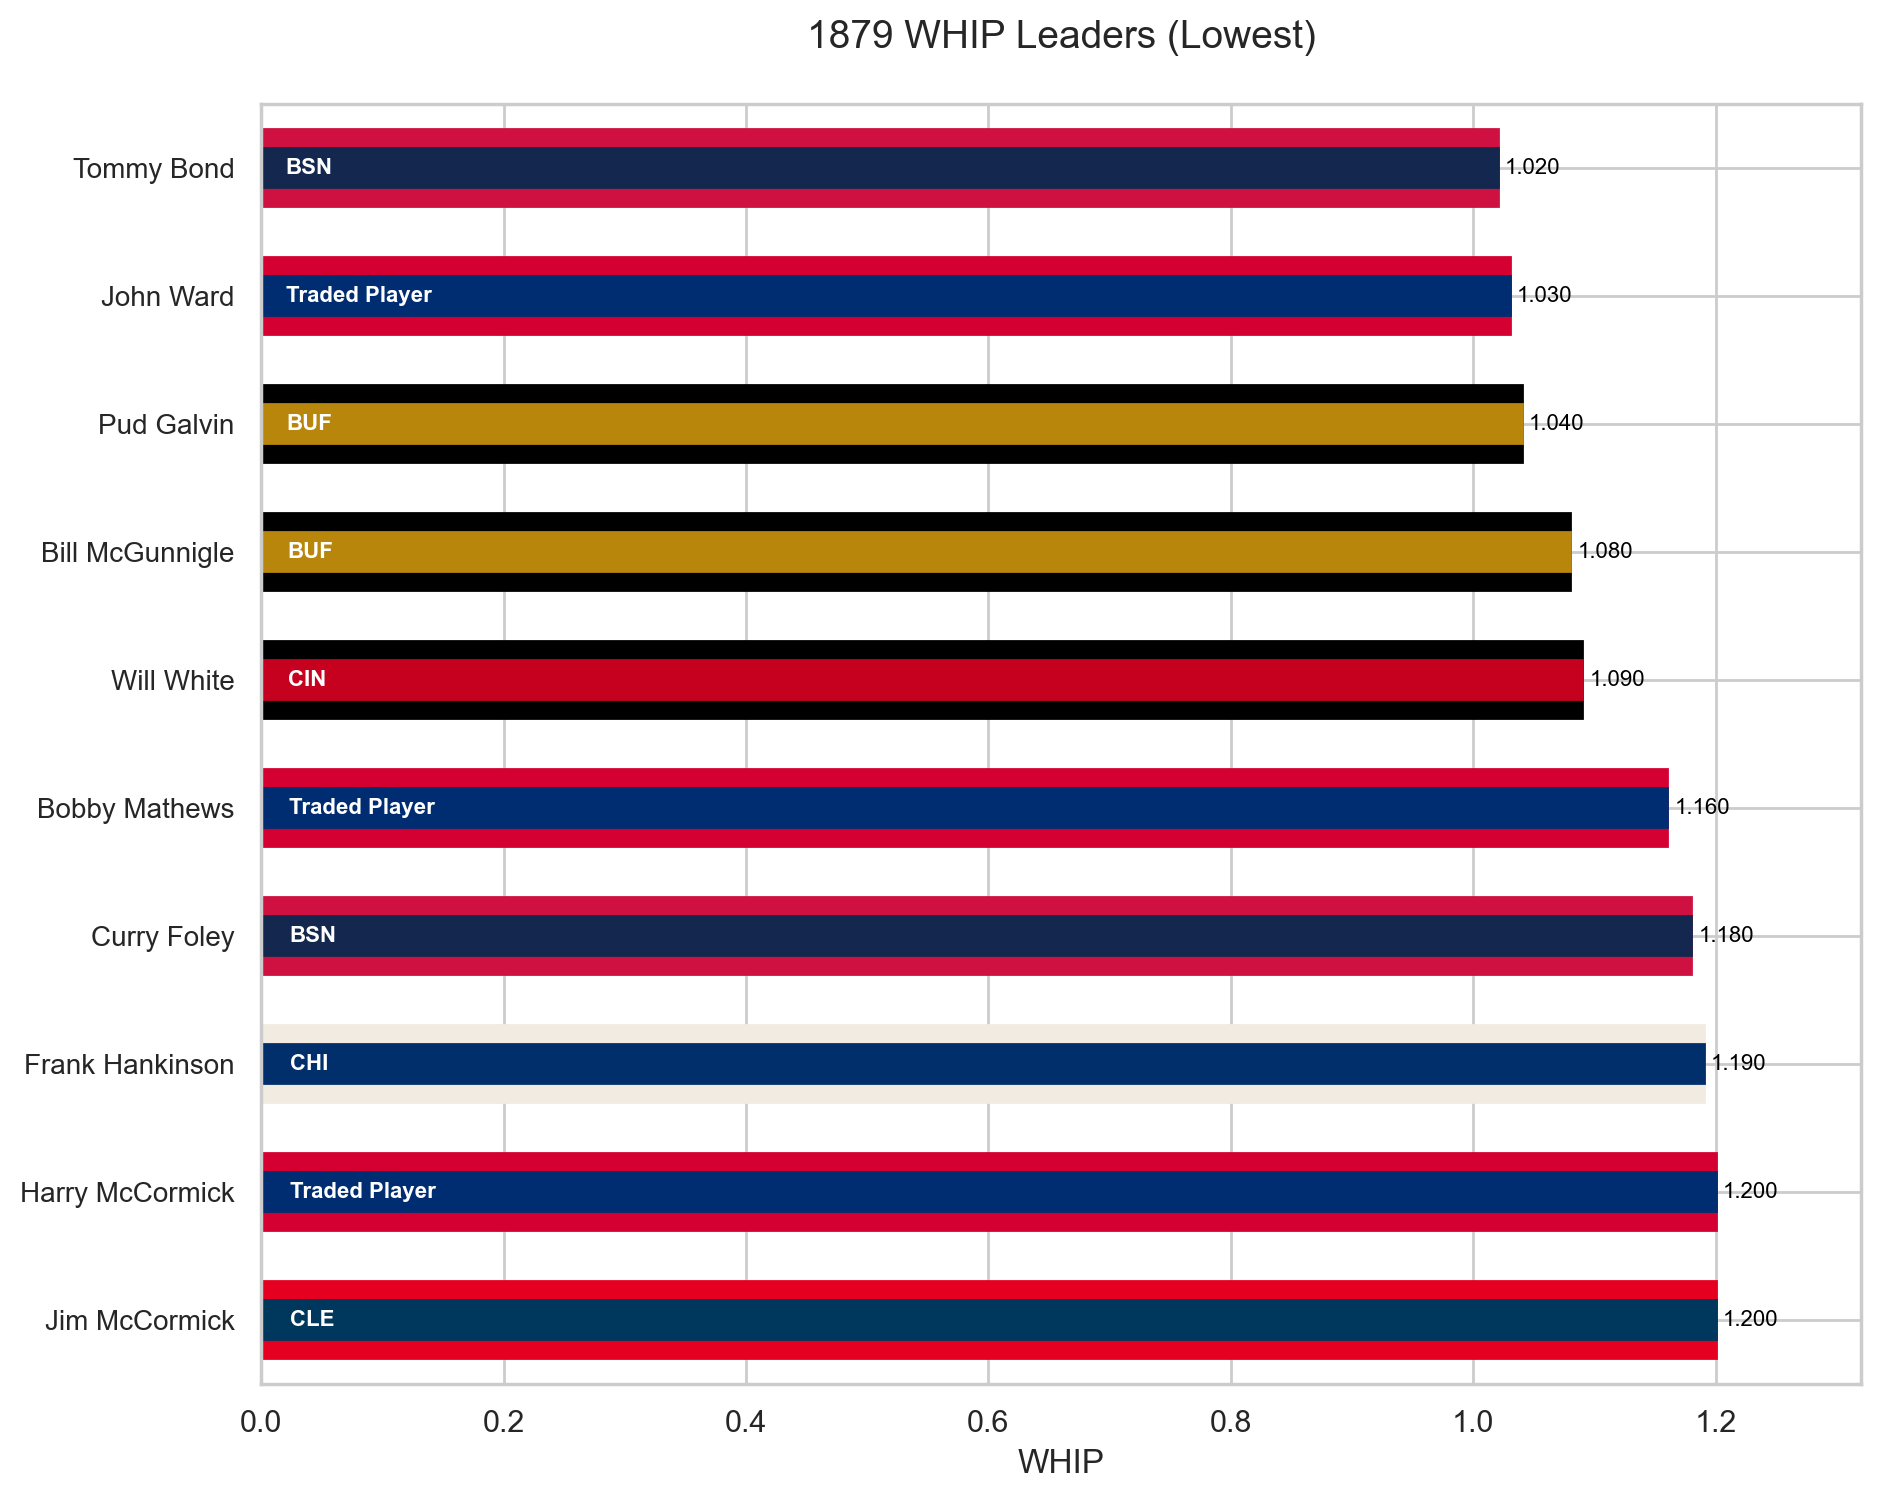 1879 WHIP Leaders (Lowest)
Tommy Bond
BSN
1.020
John Ward
Traded Player
1.030
Pud Galvin
BUF
1.040
Bill McGunnigle
BUF
1.080
Will White
CIN
1.090
Bobby Mathews
Traded Player
1.160
Curry Foley
BSN
1.180
Frank Hankinson
CHI
1.190
Harry McCormick
Traded Player
1.200
Jim McCormick
CLE
1.200
0.0 0.2 0.4 0.6 0.8 1.0 1.2
WHIP